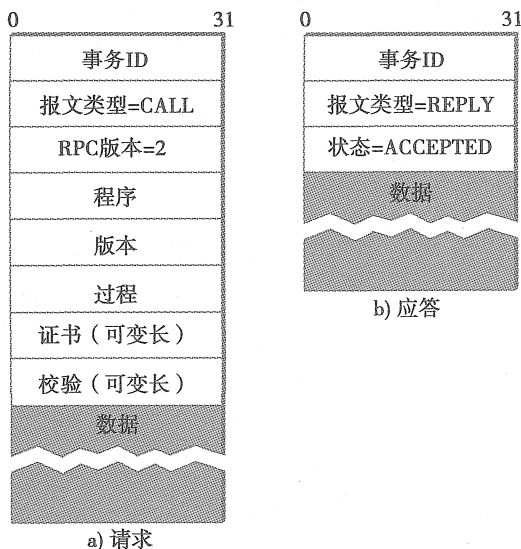 0 31
事务ID
报文类型=CALL
RPC版本=2
程序
版本
过程
证书（可变长）
校验（可变长）
数据
a) 请求
0 31
事务ID
报文类型=REPLY
状态=ACCEPTED
数据
b) 应答